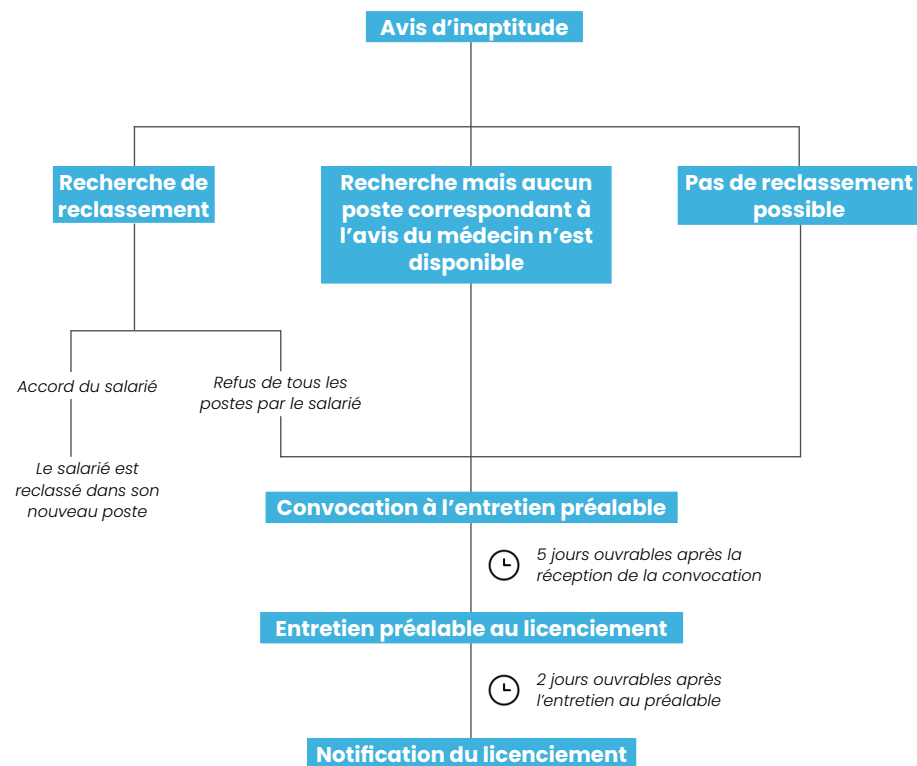 Avis d’inaptitude
Recherche de
reclassement
Recherche mais aucun
poste correspondant à
l’avis du médecin n’est
disponible
Pas de reclassement
possible
Accord du salarié
Refus de tous les
postes par le salarié
Le salarié est
reclassé dans son
nouveau poste
Convocation à l’entretien préalable
5 jours ouvrables après la
réception de la convocation
Entretien préalable au licenciement
2 jours ouvrables après
l’entretien au préalable
Notification du licenciement